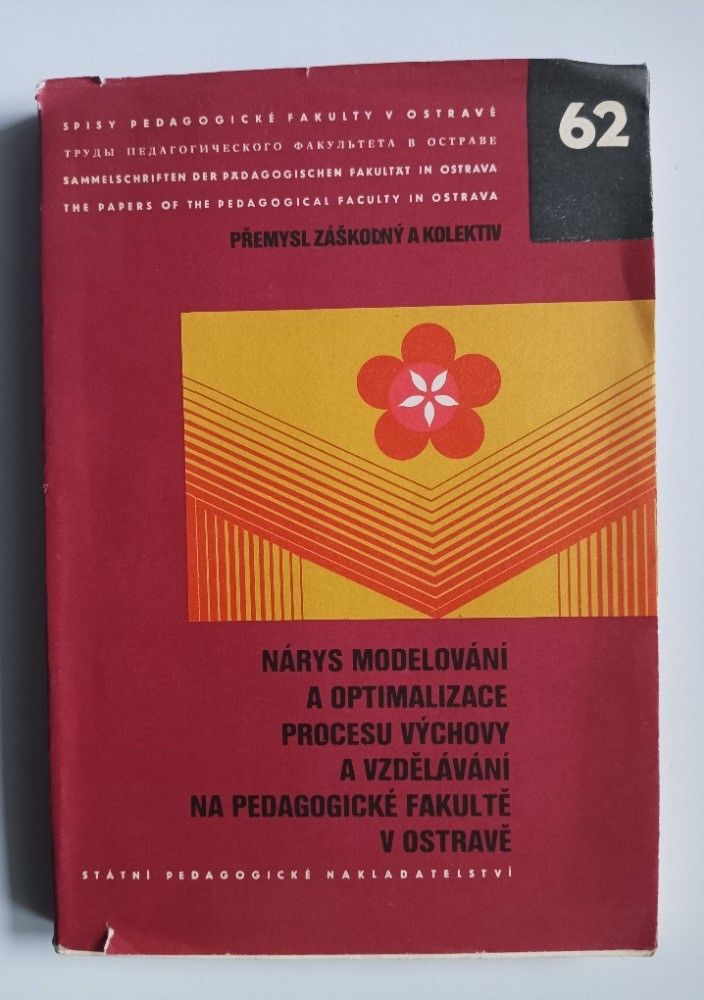 SPISY PEDAGOGICKÉ FAKULTY V OSTRAVĚ
ТРУДЫ ПЕДАГОГИЧЕСКОГО ФАКУЛЬТЕТА В ОСТРАВЕ
SAMMELSCHRIFTEN DER PÄDAGOGISCHEN FAKULTÄT IN OSTRAVA
THE PAPERS OF THE PEDAGOGICAL FACULTY IN OSTRAVA
62
PŘEMYSL ZÁŠKODNÝ A KOLEKTIV
NÁRYS MODELOVÁNÍ
A OPTIMALIZACE
PROCESU VÝCHOVY
A VZDĚLÁVÁNÍ
NA PEDAGOGICKÉ FAKULTĚ
V OSTRAVĚ
STÁTNÍ PEDAGOGICKÉ NAKLADATELSTVÍ